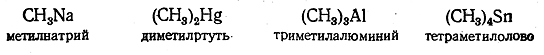 CH₃Na (CH₃)₂Hg (CH₃)₃Al (CH₃)₄Sn
метилнатрий диметилртуть триметилалюминий тетраметилолово